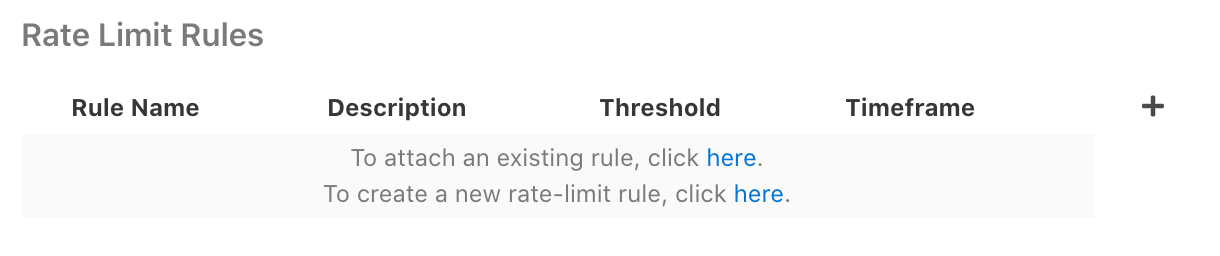 Rate Limit Rules
Rule Name Description Threshold Timeframe +
To attach an existing rule, click here.
To create a new rate-limit rule, click here.